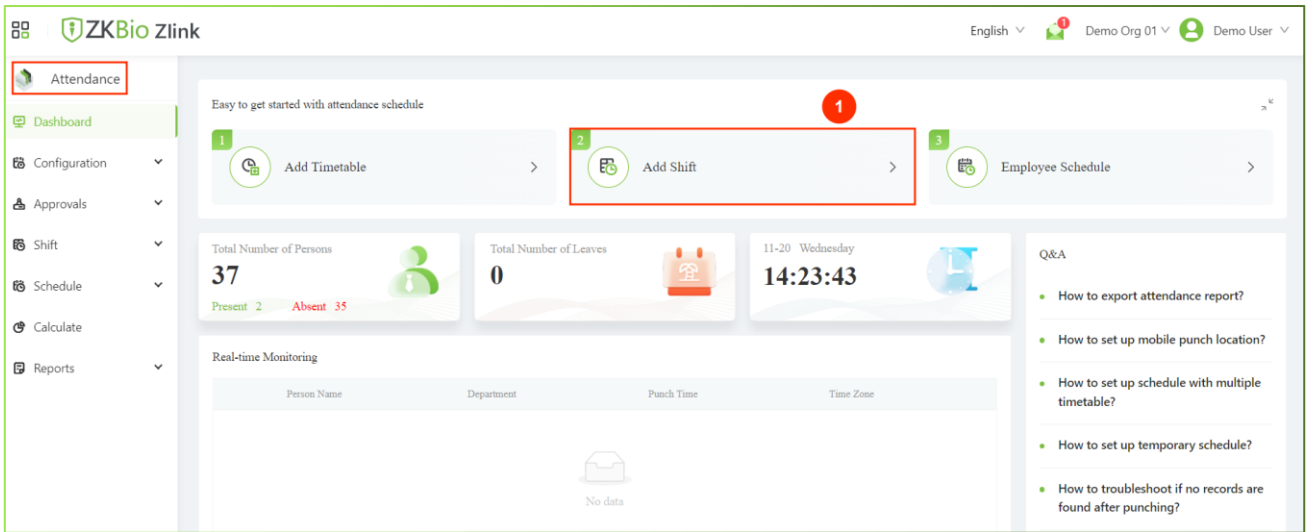 ZKBio Zlink
English
1
Demo Org 01
Demo User
Attendance
Dashboard
Configuration
Approvals
Shift
Schedule
Calculate
Reports
Easy to get started with attendance schedule
1
1
Add Timetable
2
Add Shift
3
Employee Schedule
Total Number of Persons
37
Present 2 Absent 35
Total Number of Leaves
0
11-20 Wednesday
14:23:43
Real-time Monitoring
Person Name Department Punch Time Time Zone
No data
Q&A
How to export attendance report?
How to set up mobile punch location?
How to set up schedule with multiple
timetable?
How to set up temporary schedule?
How to troubleshoot if no records are
found after punching?